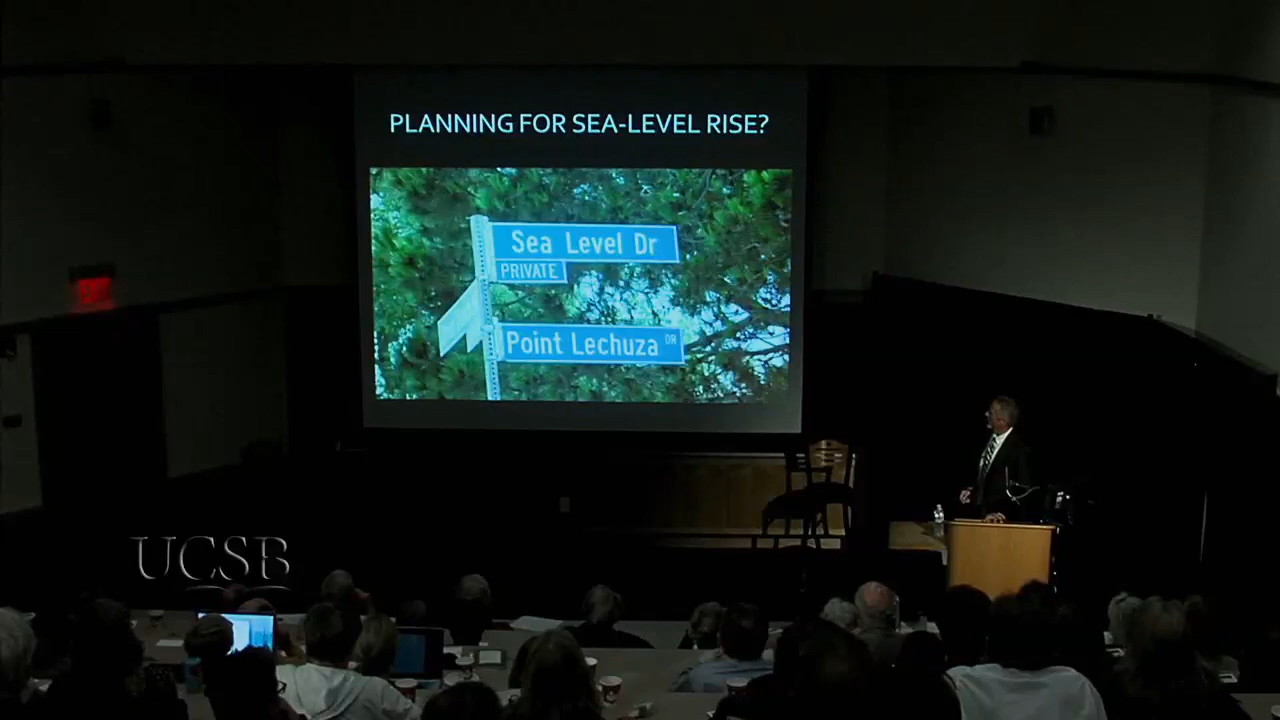 PLANNING FOR SEA-LEVEL RISE?
Sea Level Dr
PRIVATE
Point Lechuza DR
UCSB